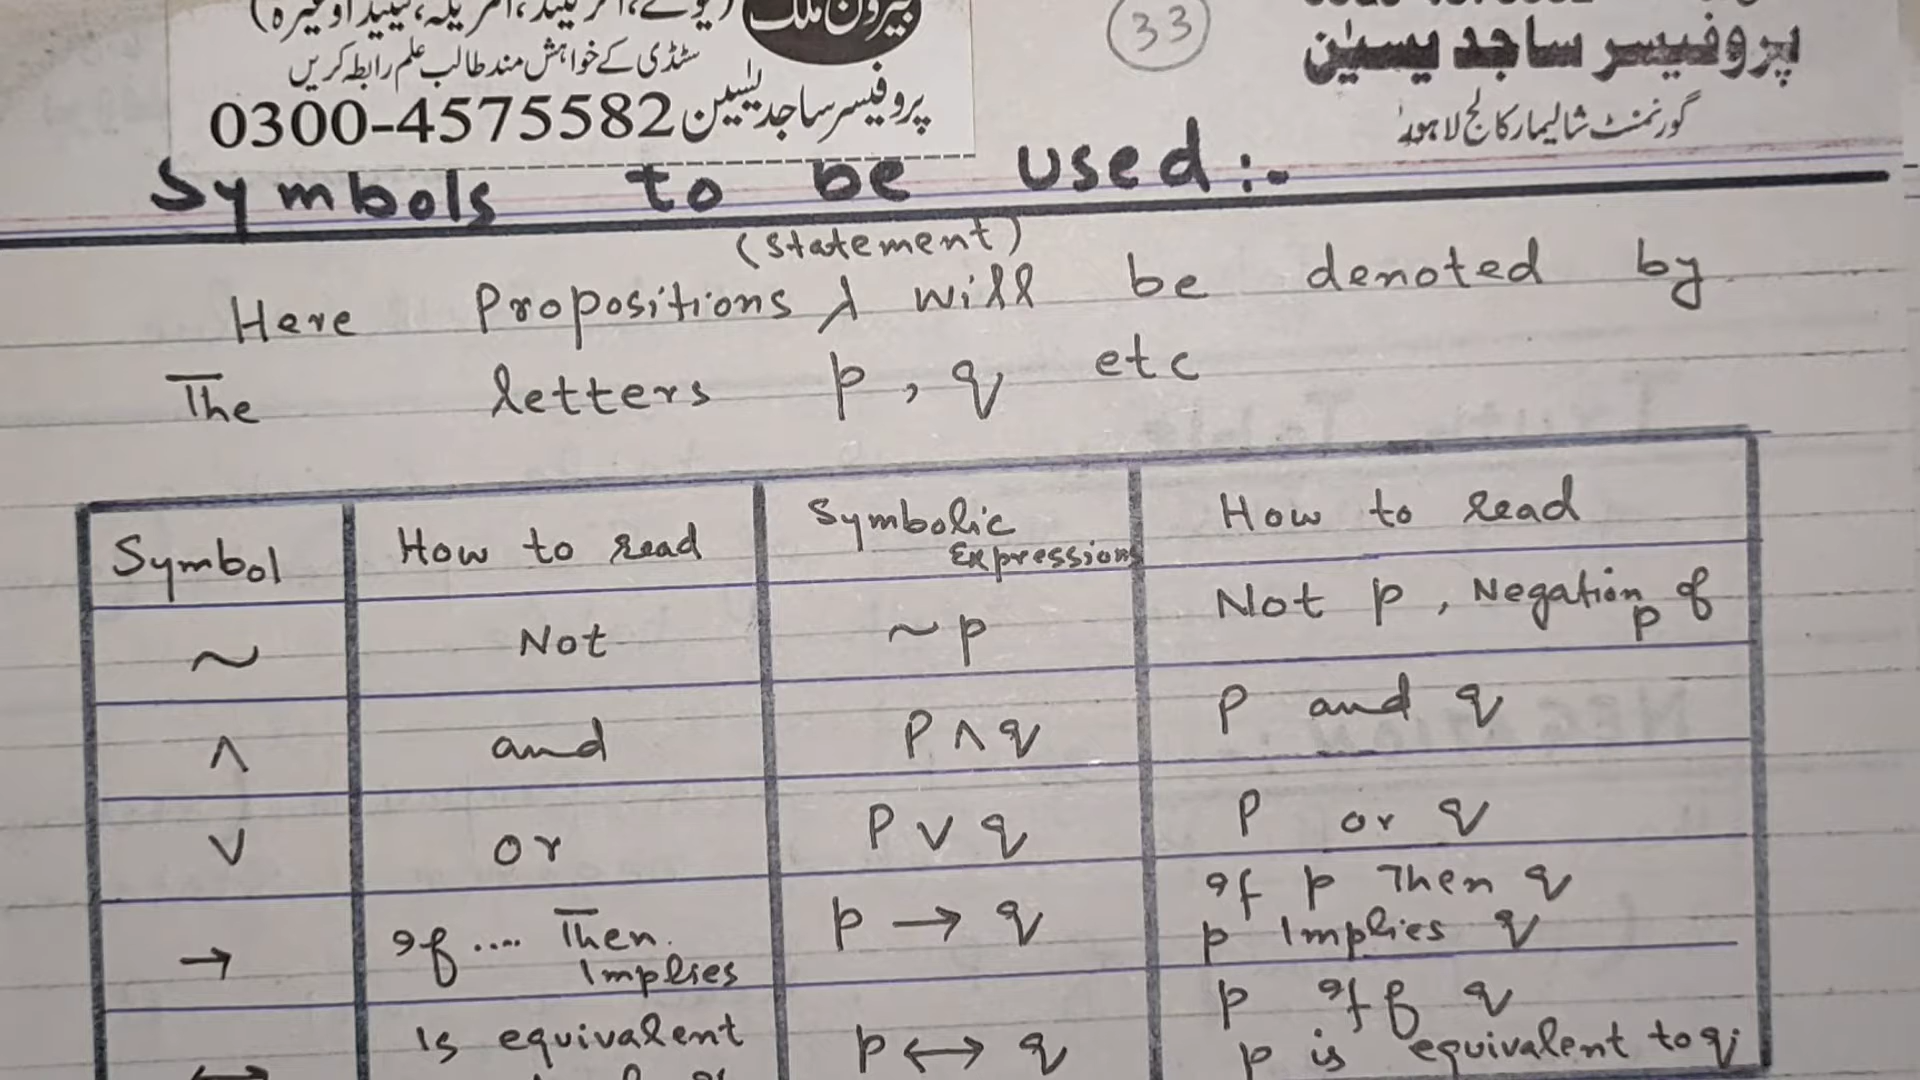 سٹڈی کے خواہش مند طالب علم رابطہ کریں
0300-4575582 پروفیسر ساجد یٰسین
33
پروفیسر ساجد یسیٰن
گورنمنٹ شالیمار کالج لاہور
Symbols to be used:-
(statement)
Here Propositions λ will be denoted by
The letters p, q etc
Symbol How to read Symbolic Expressions How to read
~ Not ~p Not p, Negation of p
∧ and P∧q P and q
∨ or P∨q P or q
→ If .... Then. Implies p → q If p Then q
p Implies q
Is equivalent p ↔ q p iff q
p is equivalent to q